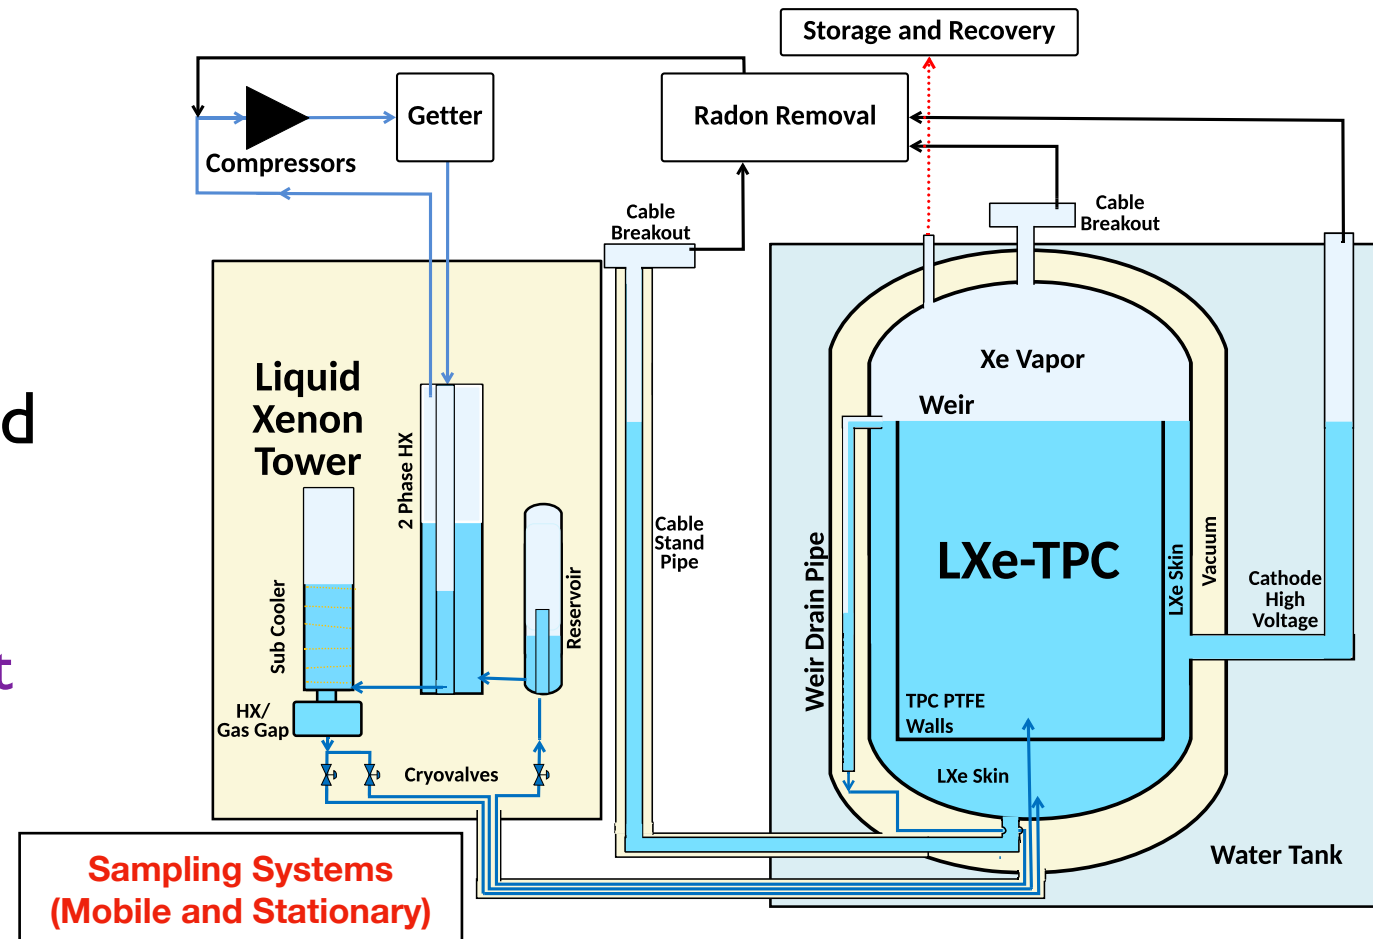 Storage and Recovery
Getter
Radon Removal
Compressors
Cable
Breakout
Cable
Breakout
Liquid
Xenon
Tower
Xe Vapor
Weir
d
2 Phase HX
Cable
Stand
Pipe
LXe-TPC
Vacuum
LXe Skin
Cathode
High
Voltage
Sub Cooler
Reservoir
Weir Drain Pipe
t
HX/
Gas Gap
TPC PTFE
Walls
Cryovalves
LXe Skin
Water Tank
Sampling Systems
(Mobile and Stationary)